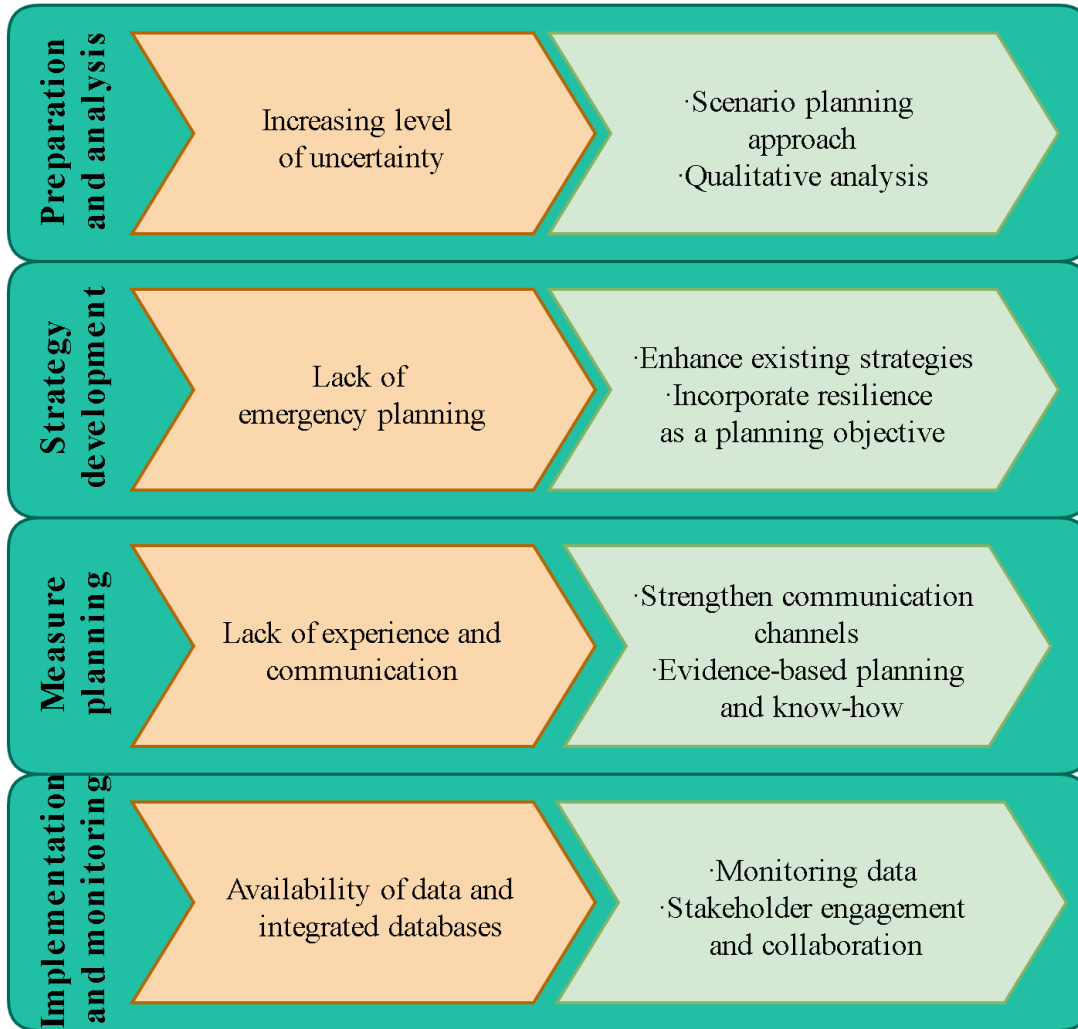 Preparation
and analysis
Increasing level
of uncertainty
·Scenario planning
approach
·Qualitative analysis
Strategy
development
Lack of
emergency planning
·Enhance existing strategies
·Incorporate resilience
as a planning objective
Measure
planning
Lack of experience and
communication
·Strengthen communication
channels
·Evidence-based planning
and know-how
Implementation
and monitoring
Availability of data and
integrated databases
·Monitoring data
·Stakeholder engagement
and collaboration